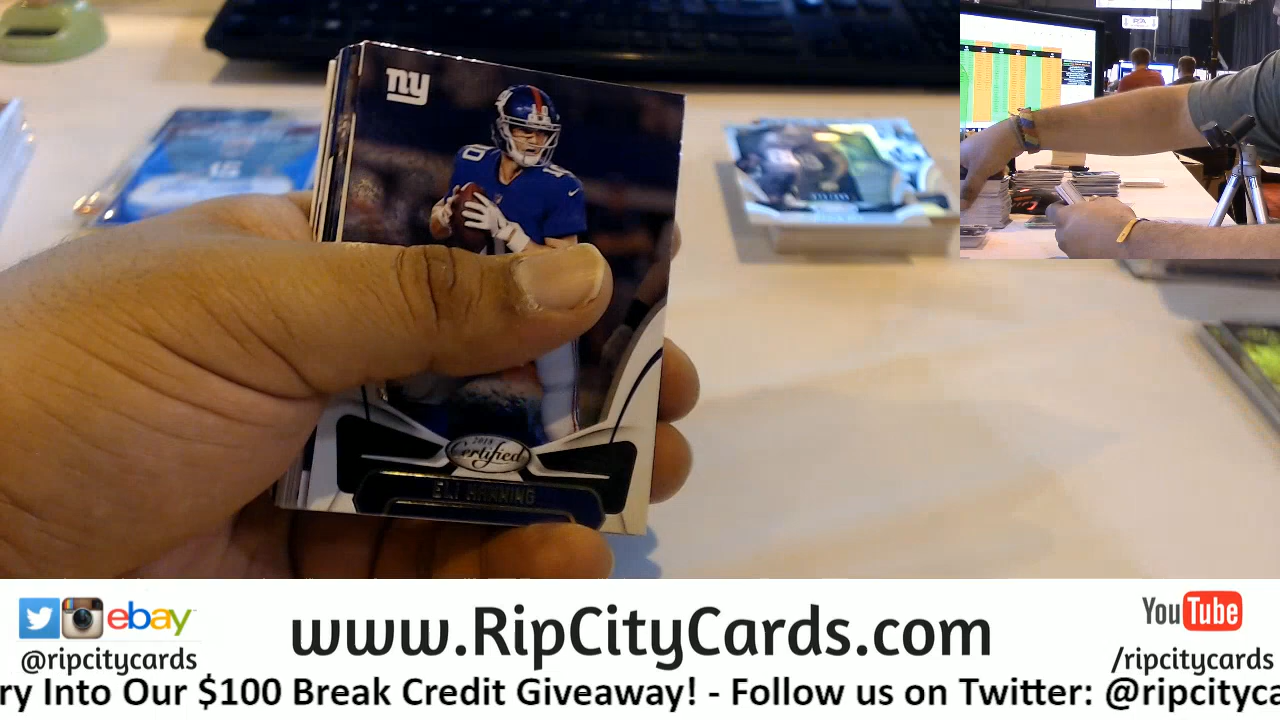 ny
10
2018
Certified
ELI MANNING
ebay
@ripcitycards
www.RipCityCards.com
YouTube
/ripcitycards
ry Into Our $100 Break Credit Giveaway! - Follow us on Twitter: @ripcityca